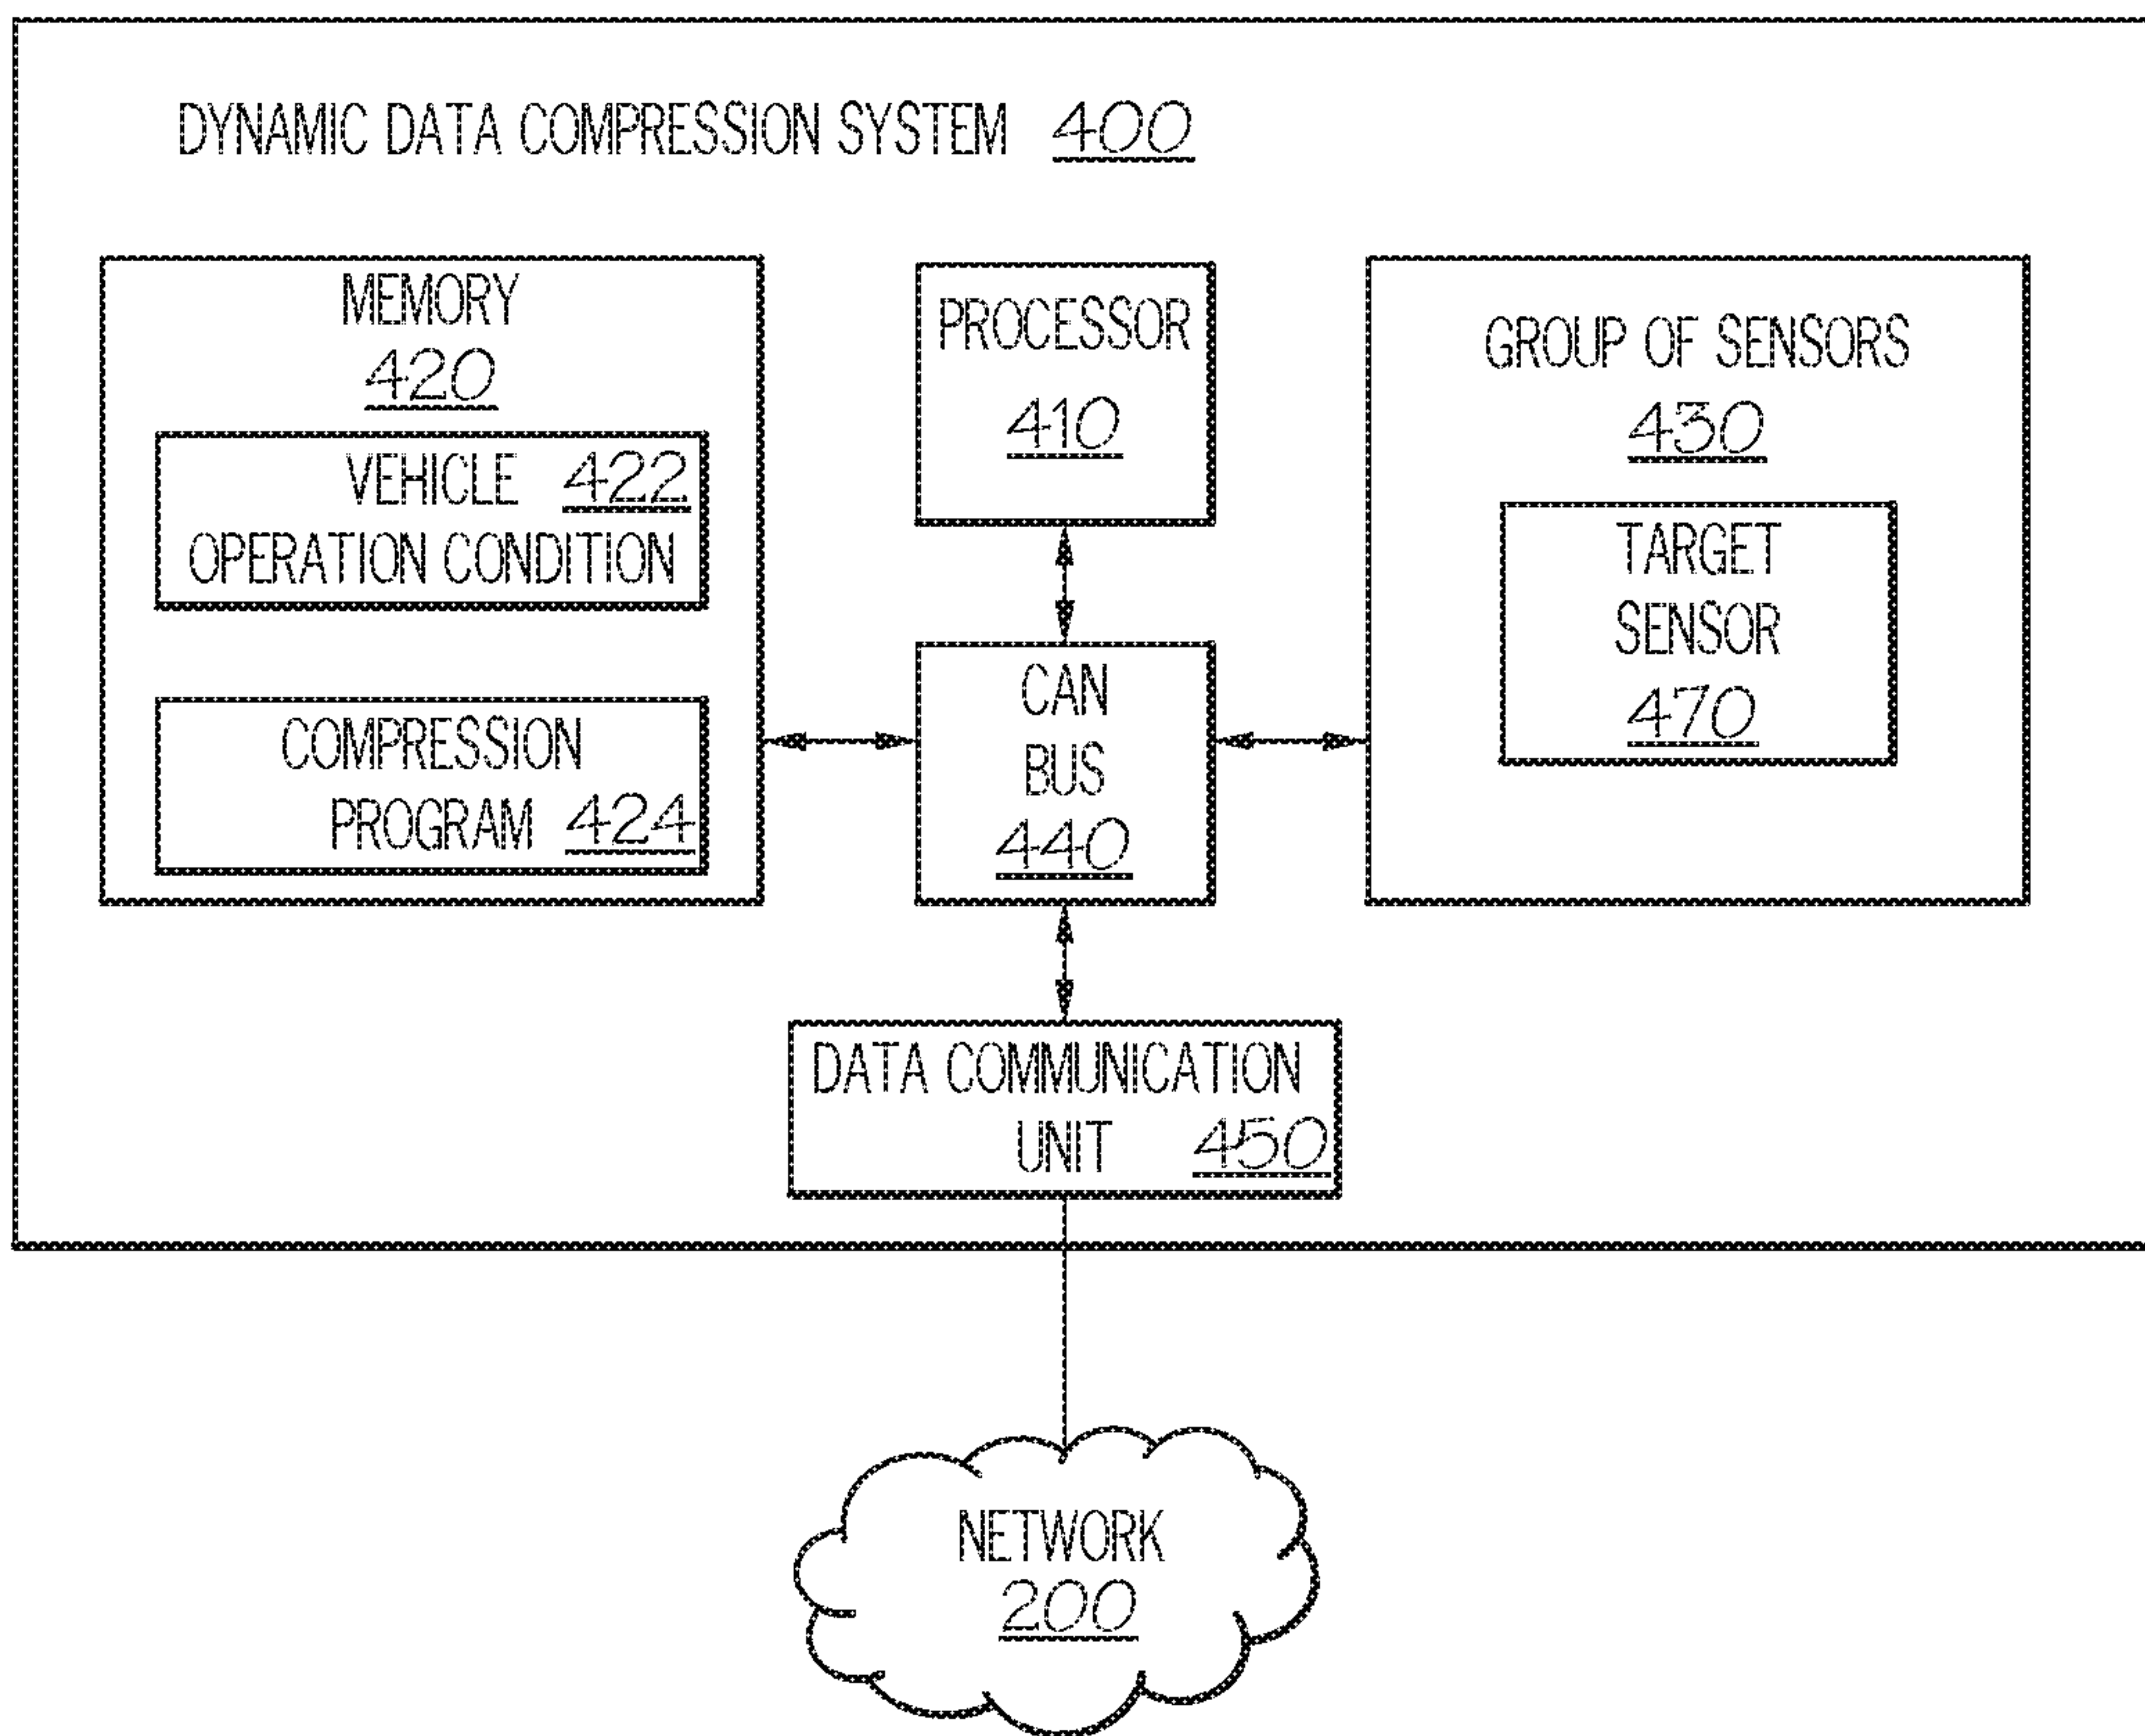 DYNAMIC DATA COMPRESSION SYSTEM 400
MEMORY
420
VEHICLE 422
OPERATION CONDITION
COMPRESSION
PROGRAM 424
PROCESSOR
410
CAN
BUS
440
GROUP OF SENSORS
430
TARGET
SENSOR
470
DATA COMMUNICATION
UNIT 450
NETWORK
200